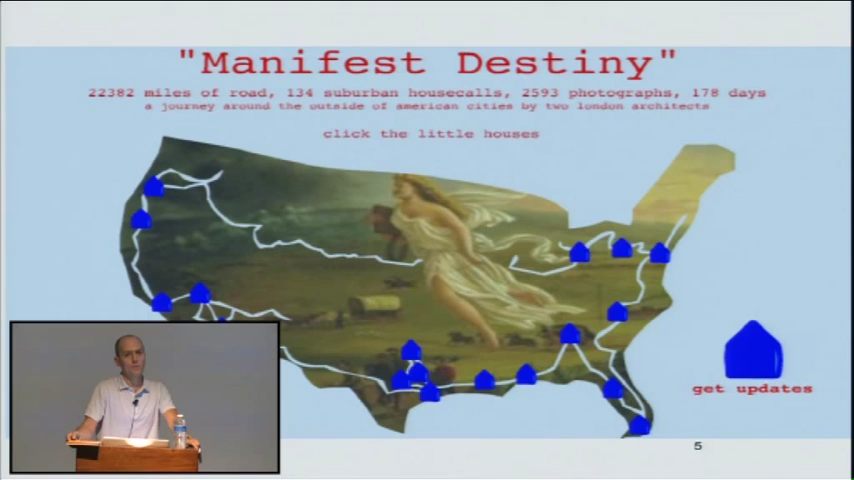 "Manifest Destiny"
22382 miles of road, 134 suburban housecalls, 2593 photographs, 178 days
a journey around the outside of american cities by two london architects
click the little houses
get updates
5